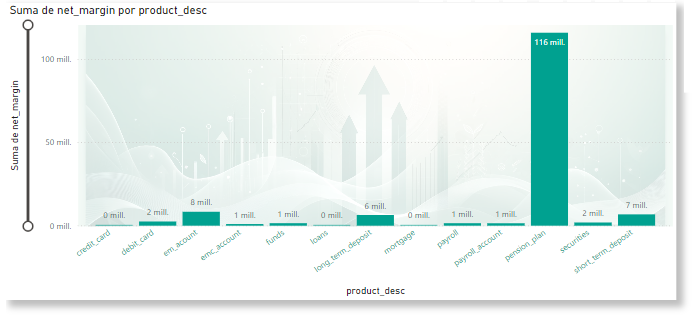 Suma de net_margin por product_desc
Suma de net_margin
100 mill.
50 mill.
0 mill.
0 mill.
2 mill.
8 mill.
1 mill.
1 mill.
0 mill.
6 mill.
0 mill.
1 mill.
1 mill.
116 mill.
2 mill.
7 mill.
credit_card
debit_card
em_acount
emc_account
funds
loans
long_term_deposit
mortgage
payroll
payroll_account
pension_plan
securities
short_term_deposit
product_desc